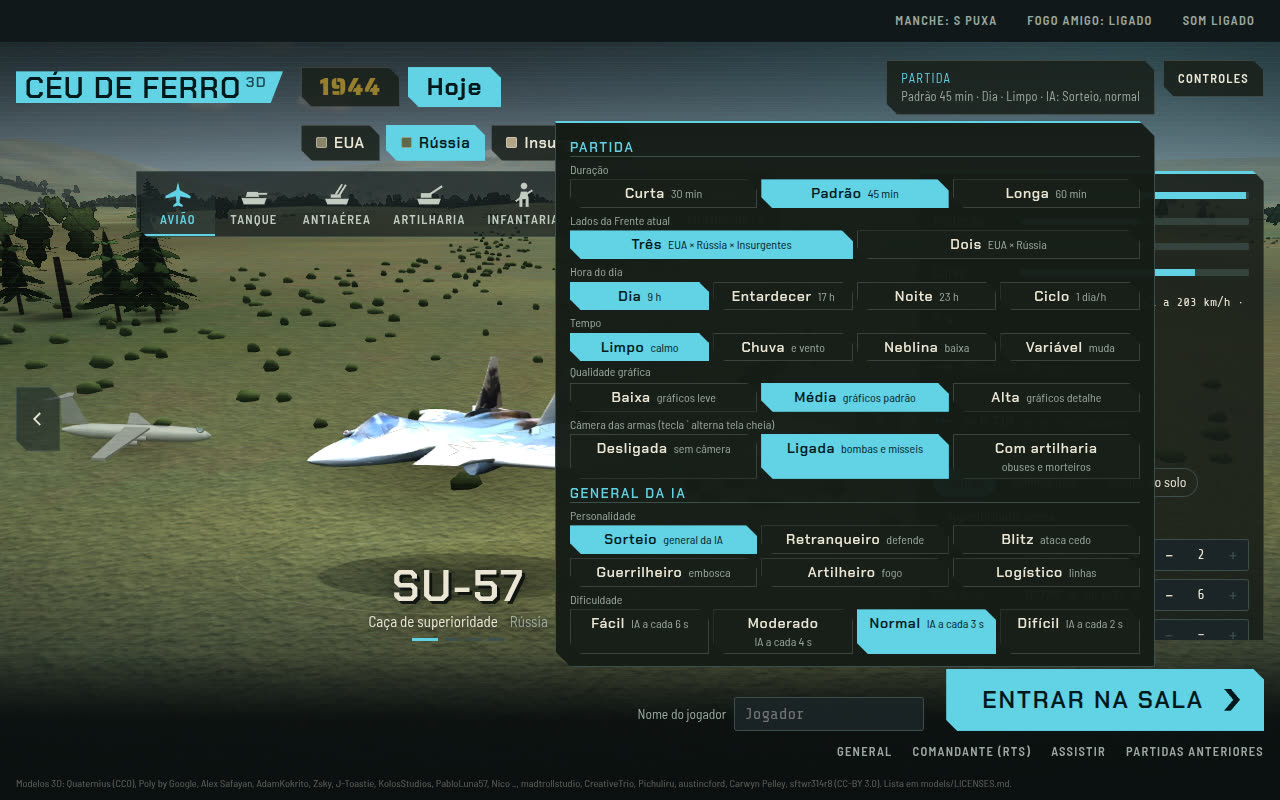 MANCHE: S PUXA FOGO AMIGO: LIGADO SOM LIGADO
CÉU DE FERRO 3D
1944 Hoje
PARTIDA
Padrão 45 min · Dia · Limpo · IA: Sorteio, normal
CONTROLES
EUA Rússia Insu
AVIÃO TANQUE ANTIAÉREA ARTILHARIA INFANTARIA
PARTIDA
Duração
Curta 30 min Padrão 45 min Longa 60 min
Lados da Frente atual
Três EUA × Rússia × Insurgentes Dois EUA × Rússia
Hora do dia
Dia 9 h Entardecer 17 h Noite 23 h Ciclo 1 dia/h
Tempo
Limpo calmo Chuva e vento Neblina baixa Variável muda
Qualidade gráfica
Baixa gráficos leve Média gráficos padrão Alta gráficos detalhe
Câmera das armas (tecla ' alterna tela cheia)
Desligada sem câmera Ligada bombas e mísseis Com artilharia
obuses e morteiros
GENERAL DA IA
Personalidade
Sorteio general da IA Retranqueiro defende Blitz ataca cedo
Guerrilheiro embosca Artilheiro fogo Logístico linhas
Dificuldade
Fácil IA a cada 6 s Moderado
IA a cada 4 s
Normal IA a cada 3 s Difícil IA a cada 2 s
a 203 km/h ·
o solo
− 2 +
− 6 +
− – +
SU-57
Caça de superioridade Rússia
Nome do jogador Jogador
ENTRAR NA SALA
GENERAL COMANDANTE (RTS) ASSISTIR PARTIDAS ANTERIORES
Modelos 3D: Quaternius (CC0), Poly by Google, Alex Safayan, AdamKokrito, Zsky, J-Toastie, KolosStudios, PabloLuna57, Nico .., madtrollstudio, CreativeTrio, Pichuliru, austincford, Carwyn Pelley, sftwr314r8 (CC-BY 3.0). Lista em models/LICENSES.md.